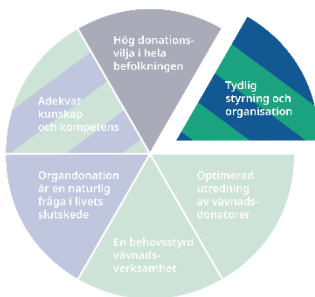 Hög donations-
vilja i hela
befolkningen
Tydlig
styrning och
organisation
Adekvat
kunskap
och kompetens
Organdonation
är en naturlig
fråga i livets
slutskede
Optimerad
utredning
av vävnads-
donatorer
En behovsstyrd
vävnads-
verksamhet